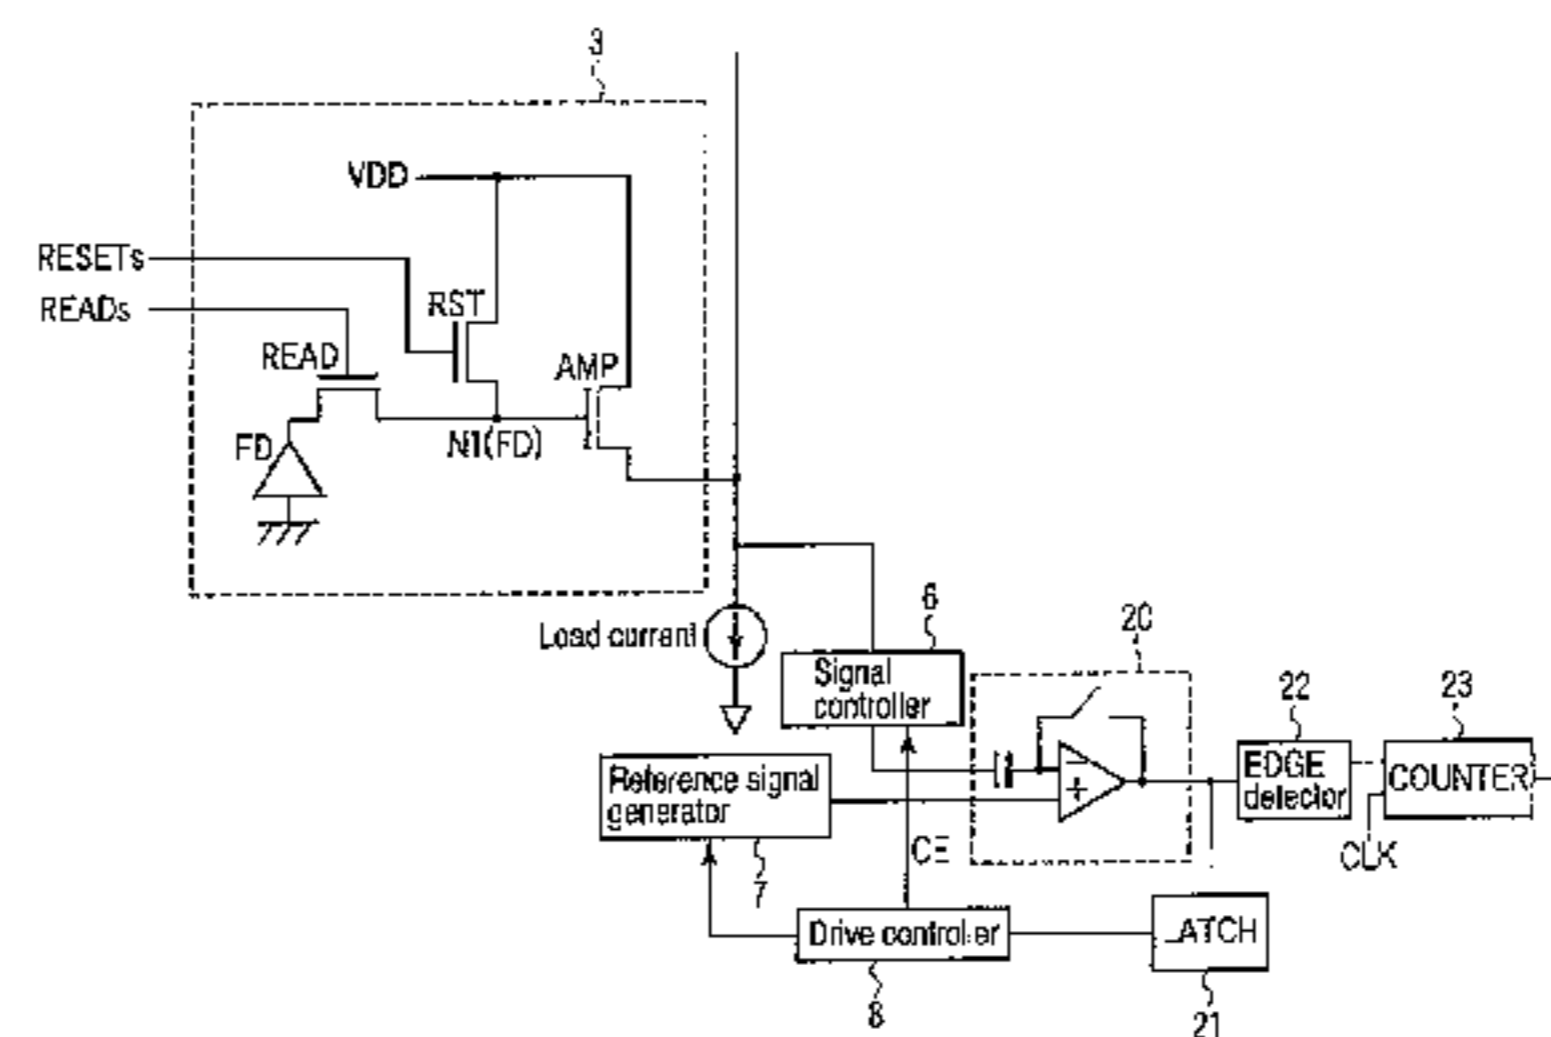 3
VDD
RESETs
READs
RST
READ
AMP
FD
N1(FD)
Load current
6
Signal
controller
20
22
23
EDGE
detector
COUNTER
Reference signal
generator
CLK
CE
7
Drive controller
LATCH
8
21